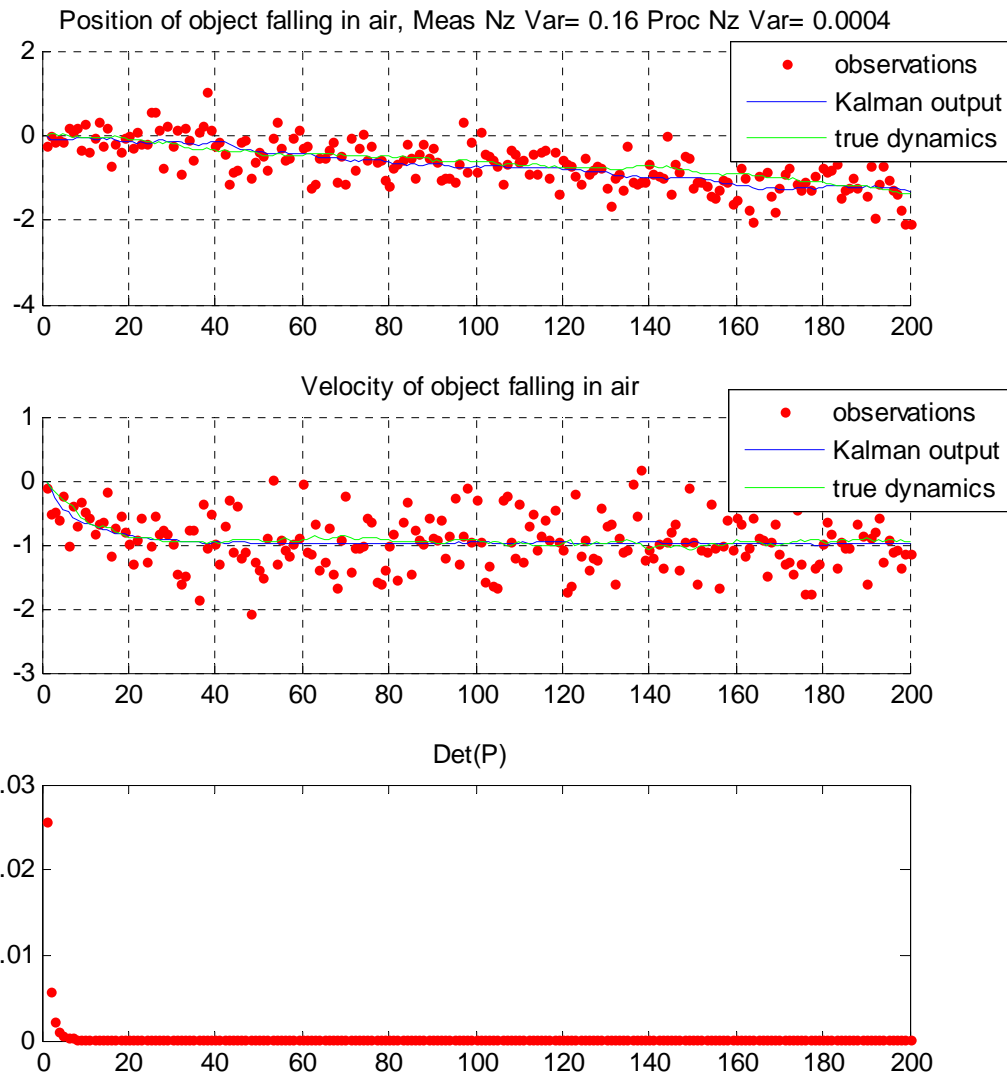 Position of object falling in air, Meas Nz Var= 0.16 Proc Nz Var= 0.0004
2
0
-2
-4
0 20 40 60 80 100 120 140 160 180 200
observations
Kalman output
true dynamics
Velocity of object falling in air
1
0
-1
-2
-3
0 20 40 60 80 100 120 140 160 180 200
observations
Kalman output
true dynamics
Det(P)
.03
.02
.01
0
0 20 40 60 80 100 120 140 160 180 200